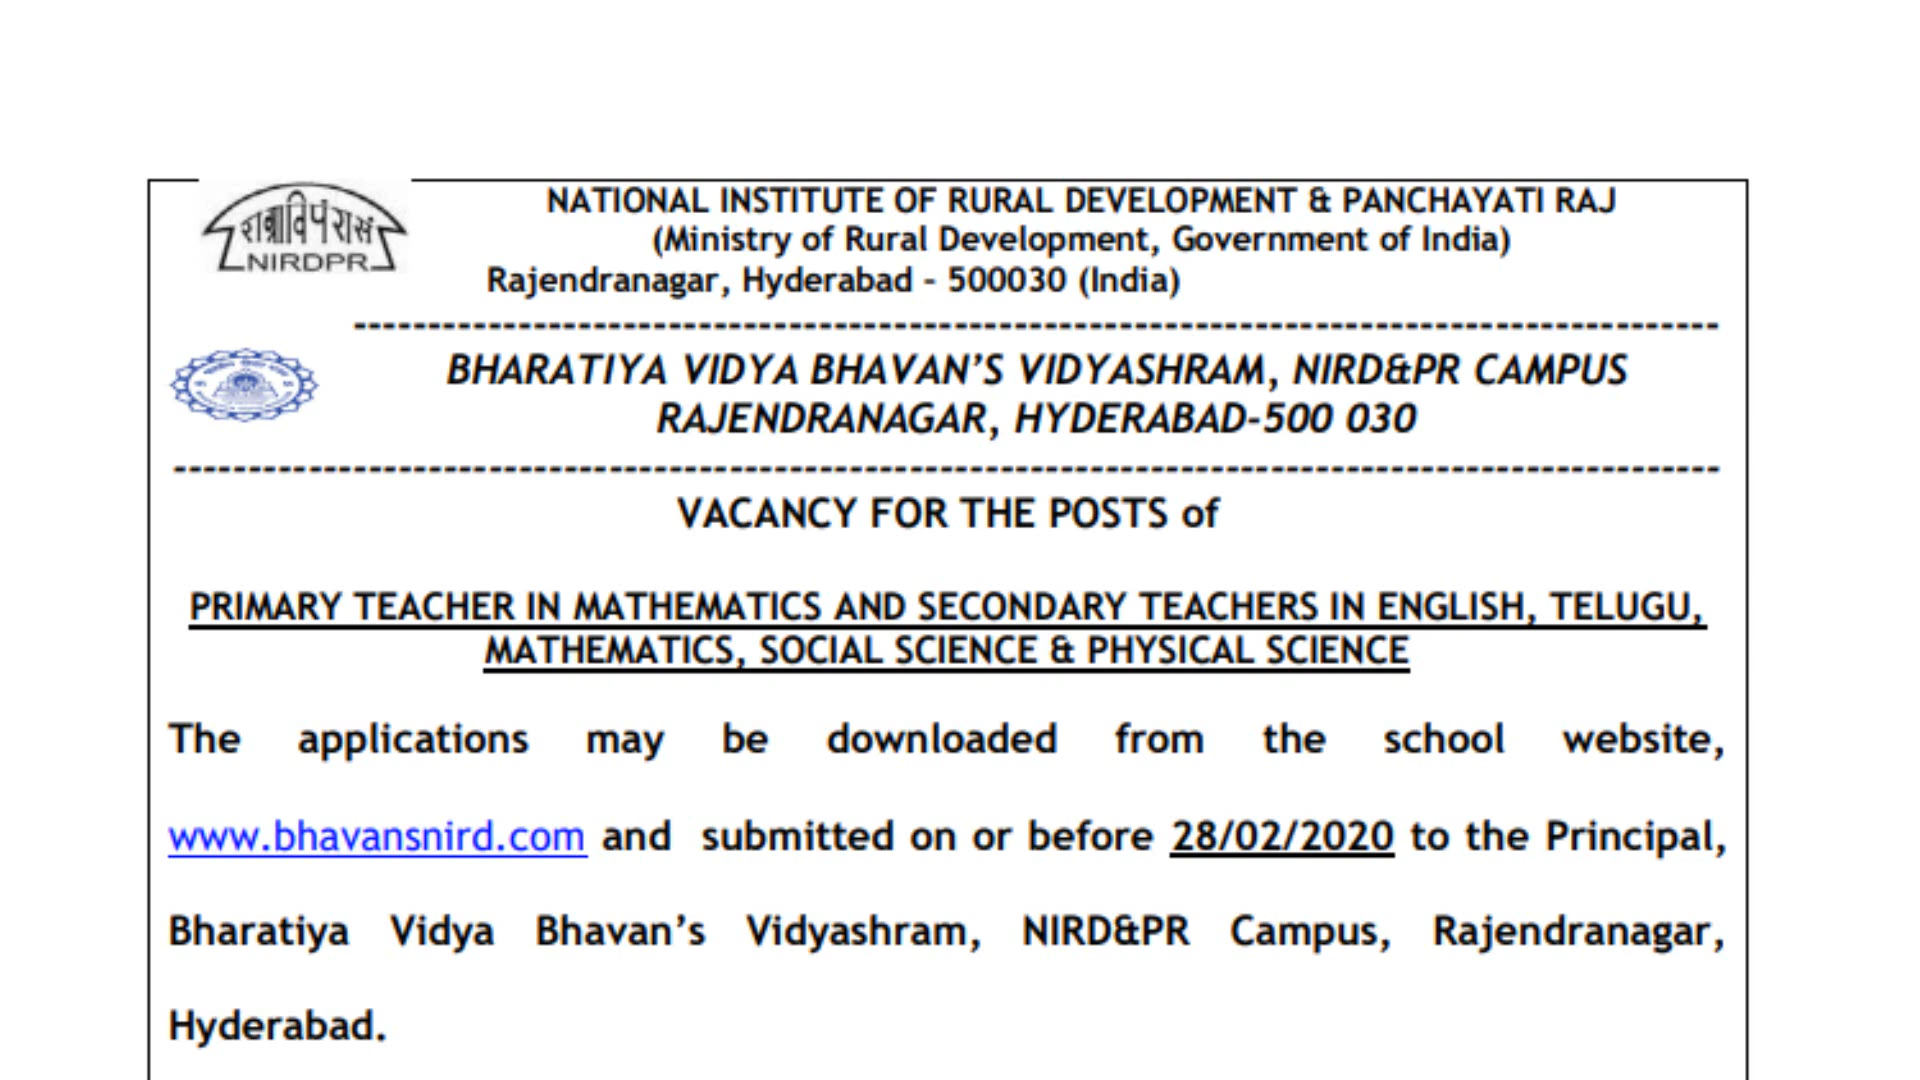 शग्राविपंरासं
NIRDPR
NATIONAL INSTITUTE OF RURAL DEVELOPMENT & PANCHAYATI RAJ
(Ministry of Rural Development, Government of India)
Rajendranagar, Hyderabad - 500030 (India)
BHARATIYA VIDYA BHAVAN’S VIDYASHRAM, NIRD&PR CAMPUS
RAJENDRANAGAR, HYDERABAD-500 030
VACANCY FOR THE POSTS of
PRIMARY TEACHER IN MATHEMATICS AND SECONDARY TEACHERS IN ENGLISH, TELUGU,
MATHEMATICS, SOCIAL SCIENCE & PHYSICAL SCIENCE
The applications may be downloaded from the school website,
www.bhavansnird.com and submitted on or before 28/02/2020 to the Principal,
Bharatiya Vidya Bhavan’s Vidyashram, NIRD&PR Campus, Rajendranagar,
Hyderabad.